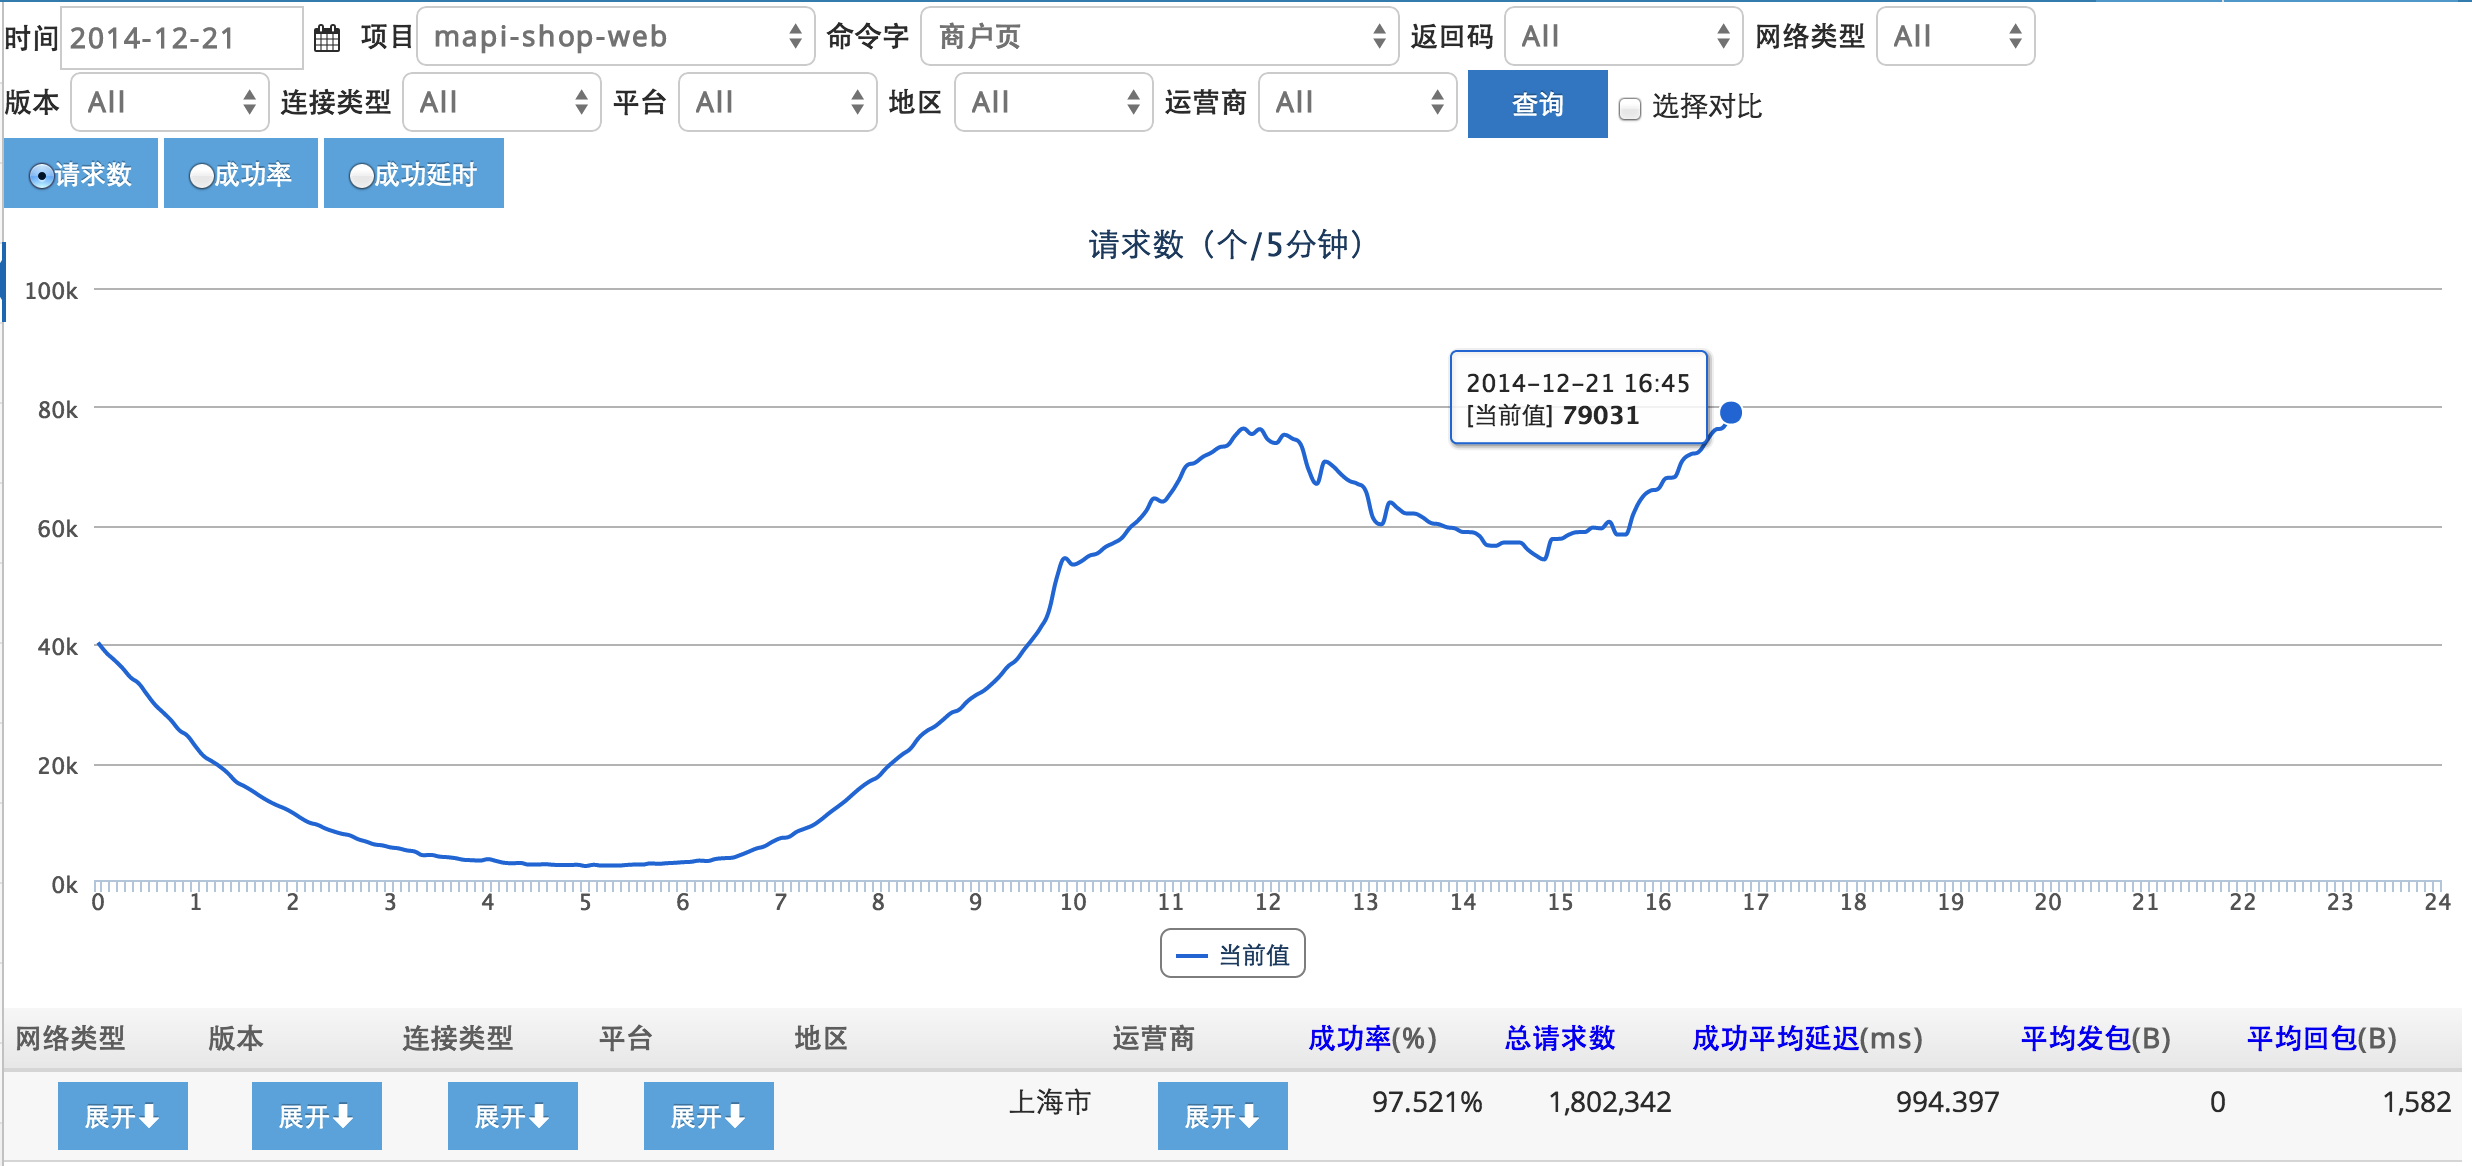 时间 2014-12-21 项目 mapi-shop-web 命令字 商户页 返回码 All 网络类型 All
版本 All 连接类型 All 平台 All 地区 All 运营商 All 查询 选择对比
请求数 成功率 成功延时
请求数（个/5分钟）
100k
80k
60k
40k
20k
0k
2014-12-21 16:45
[当前值] 79031
0 1 2 3 4 5 6 7 8 9 10 11 12 13 14 15 16 17 18 19 20 21 22 23 24
当前值
网络类型 版本 连接类型 平台 地区 运营商 成功率(%) 总请求数 成功平均延迟(ms) 平均发包(B) 平均回包(B)
展开 展开 展开 展开 上海市 展开 97.521% 1,802,342 994.397 0 1,582